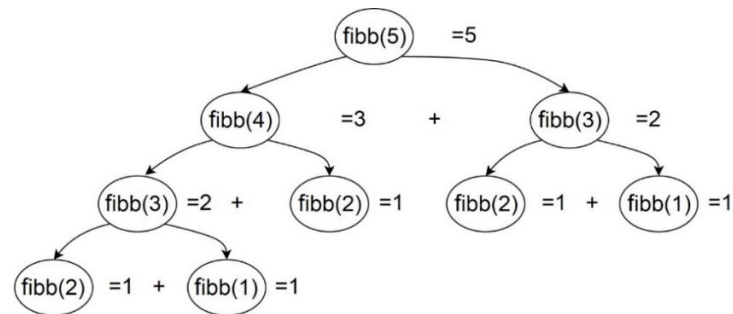 fibb(5) =5
fibb(4) =3 + fibb(3) =2
fibb(3) =2 + fibb(2) =1 fibb(2) =1 + fibb(1) =1
fibb(2) =1 + fibb(1) =1